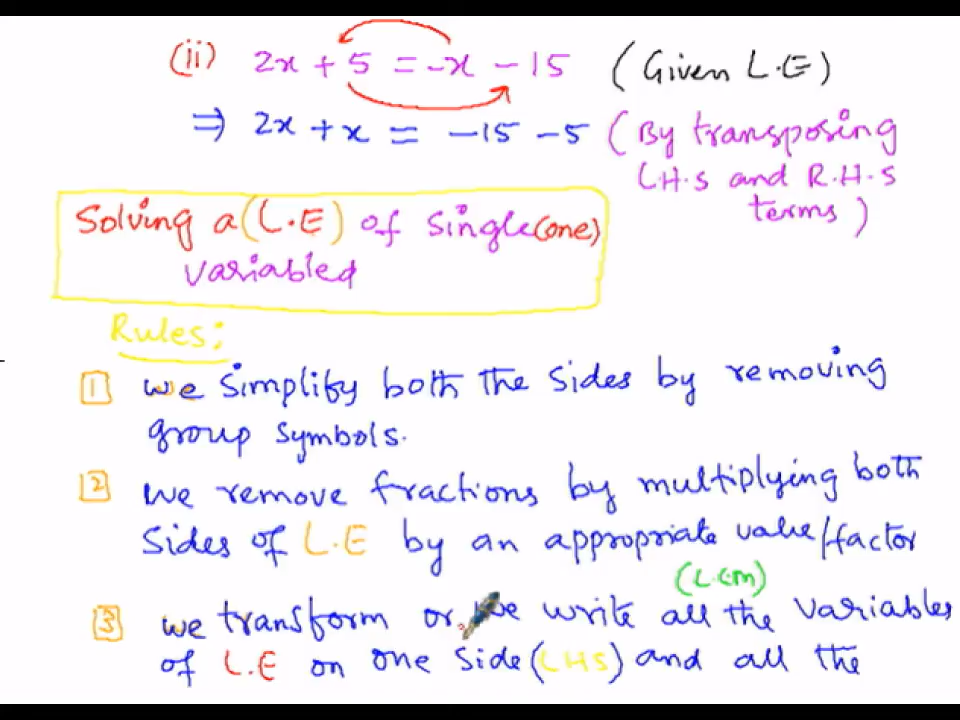 (ii) 2x + 5 = -x - 15 (Given L.E)
⇒ 2x + x = -15 - 5 (By transposing
L.H.S and R.H.S
terms)
Solving a (L.E) of single(one)
variabled
Rules:
1 we simplify both the sides by removing
group symbols.
2 we remove fractions by multiplying both
sides of L.E by an appropriate value/factor
(L.C.M)
3 we transform or we write all the variables
of L.E on one side (LHS) and all the